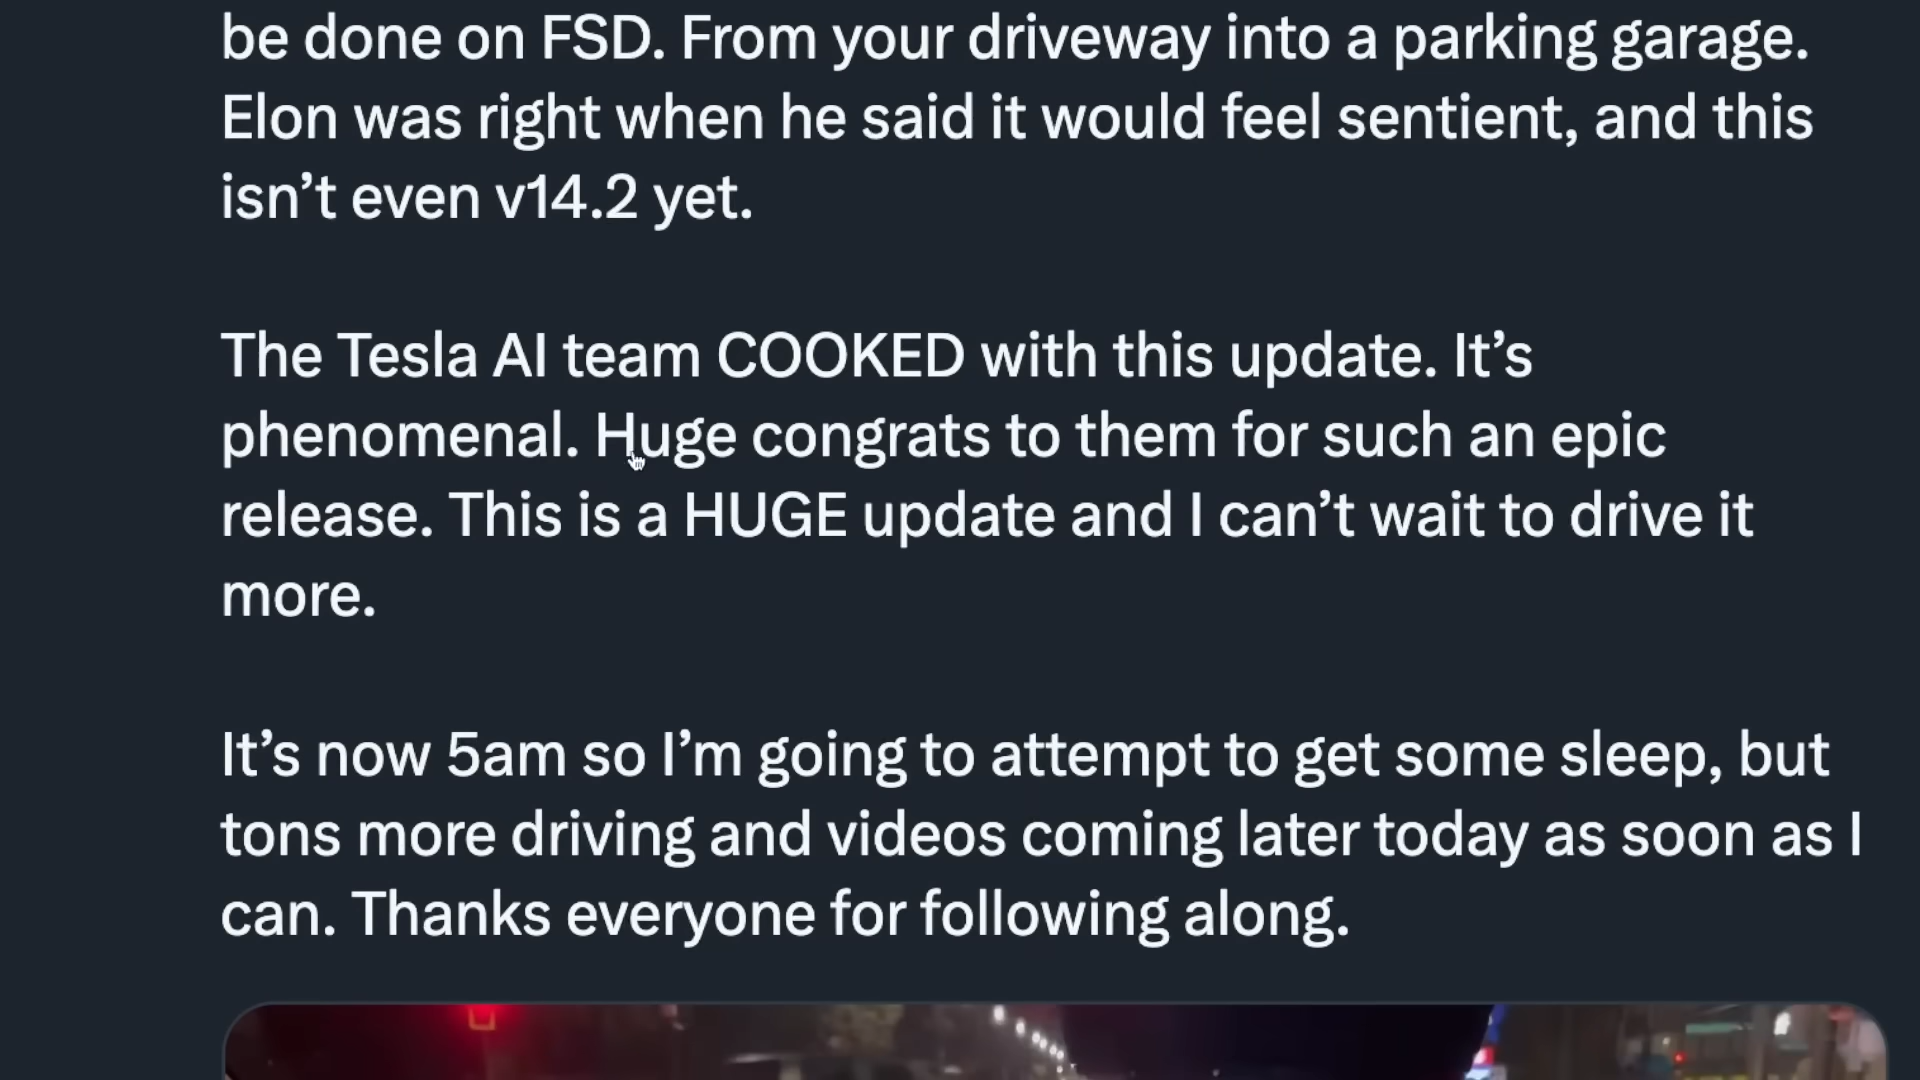 be done on FSD. From your driveway into a parking garage.
Elon was right when he said it would feel sentient, and this
isn’t even v14.2 yet.
The Tesla AI team COOKED with this update. It’s
phenomenal. Huge congrats to them for such an epic
release. This is a HUGE update and I can’t wait to drive it
more.
It’s now 5am so I’m going to attempt to get some sleep, but
tons more driving and videos coming later today as soon as I
can. Thanks everyone for following along.